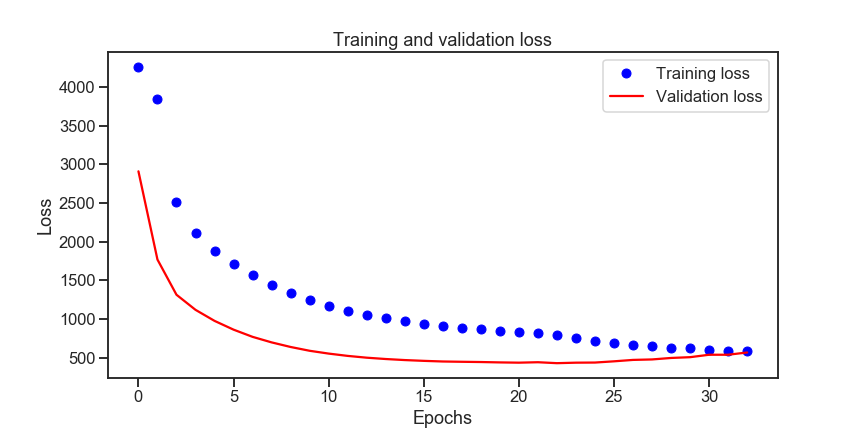 Training and validation loss
Training loss
Validation loss
4000
3500
3000
2500
2000
1500
1000
500
Loss
0 5 10 15 20 25 30
Epochs